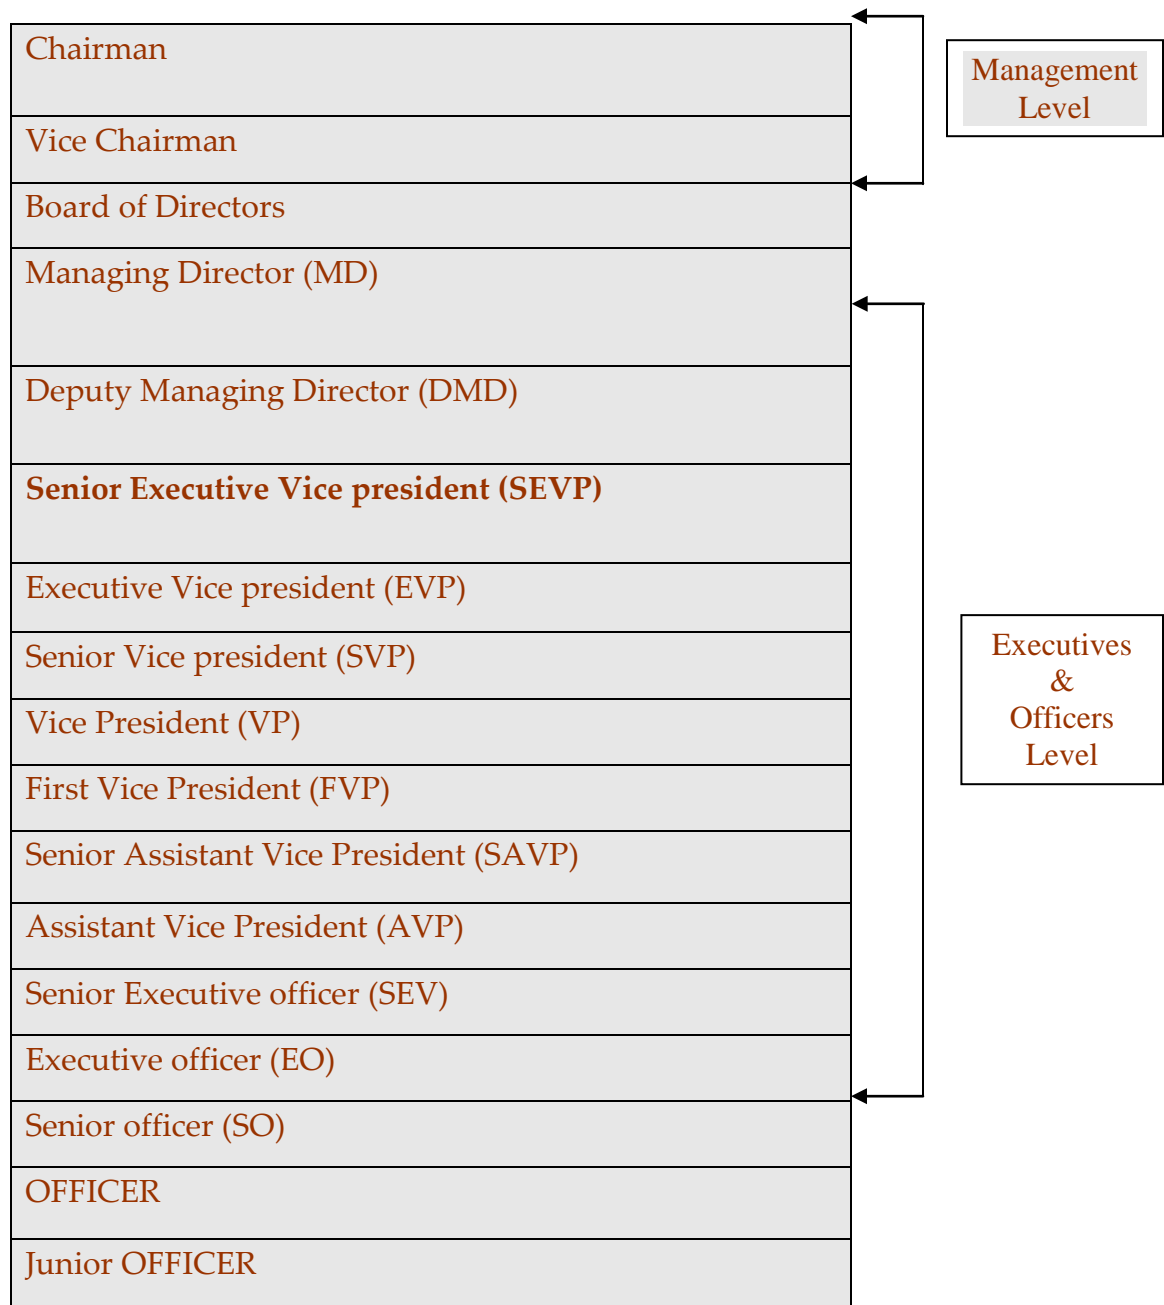 Chairman
Management
Level
Vice Chairman
Board of Directors
Managing Director (MD)
Deputy Managing Director (DMD)
Senior Executive Vice president (SEVP)
Executive Vice president (EVP)
Senior Vice president (SVP)
Executives
&
Officers
Level
Vice President (VP)
First Vice President (FVP)
Senior Assistant Vice President (SAVP)
Assistant Vice President (AVP)
Senior Executive officer (SEV)
Executive officer (EO)
Senior officer (SO)
OFFICER
Junior OFFICER